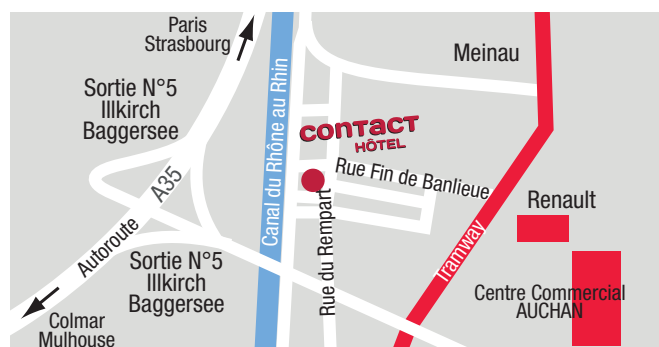 Paris
Strasbourg
Meinau
Sortie N°5
Illkirch
Baggersee
Canal du Rhône au Rhin
CONTACT
HÔTEL
Rue Fin de Banlieue
A35
Autoroute
Renault
Rue du Rempart
Tramway
Sortie N°5
Illkirch
Baggersee
Centre Commercial
AUCHAN
Colmar
Mulhouse